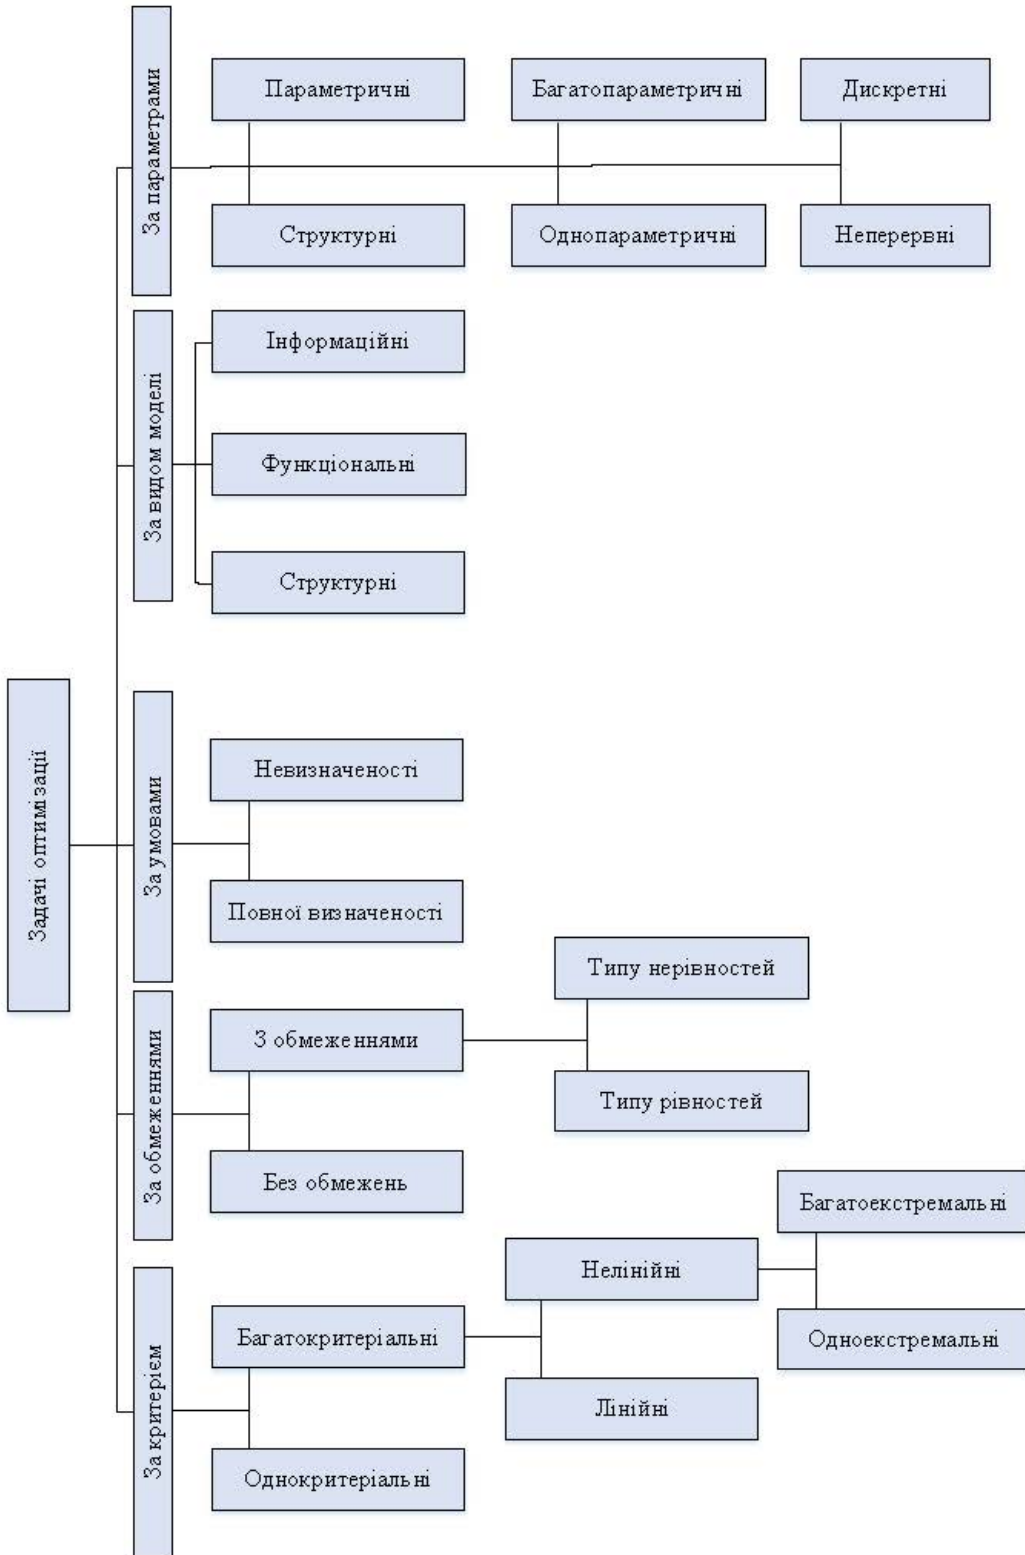 Задачі оптимізації
За параметрами
Параметричні
Багатопараметричні
Дискретні
Структурні
Однопараметричні
Неперервні
За видом моделі
Інформаційні
Функціональні
Структурні
За умовами
Невизначеності
Повної визначеності
За обмеженнями
З обмеженнями
Типу нерівностей
Типу рівностей
Без обмежень
За критерієм
Багатокритеріальні
Нелінійні
Багатоекстремальні
Одноекстремальні
Лінійні
Однокритеріальні